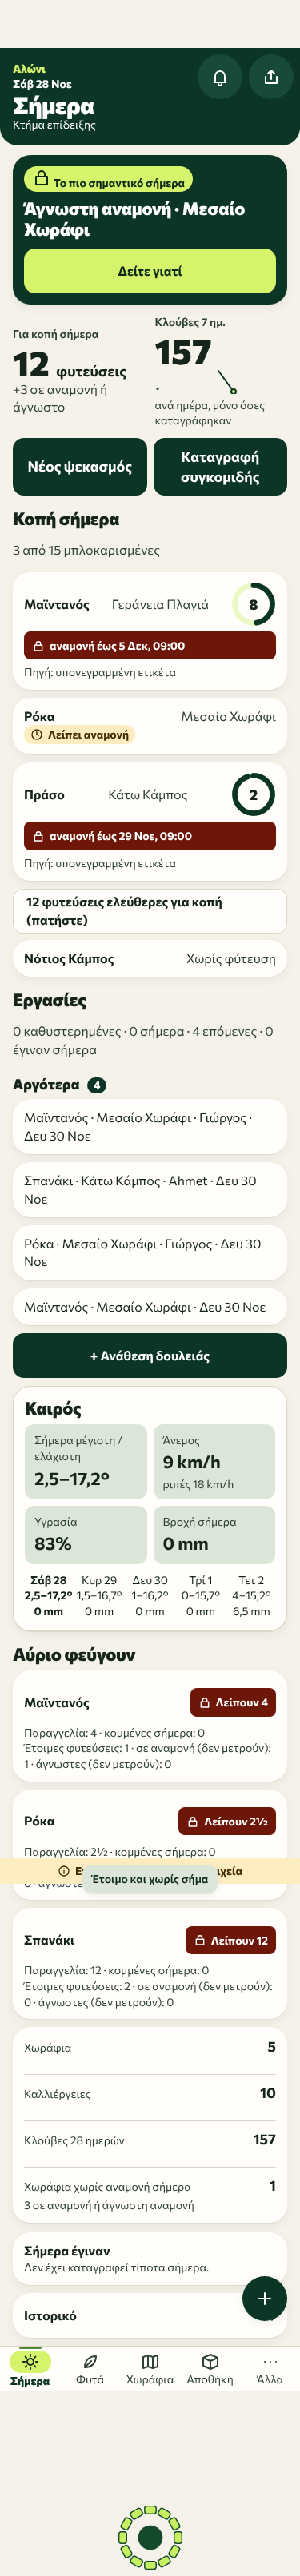 Αλώνι
Σάβ 28 Νοε
Σήμερα
Κτήμα επίδειξης
Το πιο σημαντικό σήμερα
Άγνωστη αναμονή · Μεσαίο
Χωράφι
Δείτε γιατί
Για κοπή σήμερα
12 φυτεύσεις
+3 σε αναμονή ή
άγνωστο
Κλούβες 7 ημ.
157
ανά ημέρα, μόνο όσες
καταγράφηκαν
Νέος ψεκασμός
Καταγραφή
συγκομιδής
Κοπή σήμερα
3 από 15 μπλοκαρισμένες
Μαϊντανός Γεράνεια Πλαγιά 8
αναμονή έως 5 Δεκ, 09:00
Πηγή: υπογεγραμμένη ετικέτα
Ρόκα Μεσαίο Χωράφι
Λείπει αναμονή
Πράσο Κάτω Κάμπος 2
αναμονή έως 29 Νοε, 09:00
Πηγή: υπογεγραμμένη ετικέτα
12 φυτεύσεις ελεύθερες για κοπή
(πατήστε)
Νότιος Κάμπος Χωρίς φύτευση
Εργασίες
0 καθυστερημένες · 0 σήμερα · 4 επόμενες · 0
έγιναν σήμερα
Αργότερα 4
Μαϊντανός · Μεσαίο Χωράφι · Γιώργος ·
Δευ 30 Νοε
Σπανάκι · Κάτω Κάμπος · Ahmet · Δευ 30
Νοε
Ρόκα · Μεσαίο Χωράφι · Γιώργος · Δευ 30
Νοε
Μαϊντανός · Μεσαίο Χωράφι · Δευ 30 Νοε
+ Ανάθεση δουλειάς
Καιρός
Σήμερα μέγιστη /
ελάχιστη
2,5–17,2°
Άνεμος
9 km/h
ριπές 18 km/h
Υγρασία
83%
Βροχή σήμερα
0 mm
Σάβ 28 Κυρ 29 Δευ 30 Τρί 1 Τετ 2
2,5–17,2° 1,5–16,7° 1–16,2° 0–15,7° 4–15,2°
0 mm 0 mm 0 mm 0 mm 6,5 mm
Αύριο φεύγουν
Μαϊντανός Λείπουν 4
Παραγγελία: 4 · κομμένες σήμερα: 0
Έτοιμες φυτεύσεις: 1 · σε αναμονή (δεν μετρούν):
1 · άγνωστες (δεν μετρούν): 0
Ρόκα Λείπουν 2½
Παραγγελία: 2½ · κομμένες σήμερα: 0
Έτοιμο και χωρίς σήμα
Σπανάκι Λείπουν 12
Παραγγελία: 12 · κομμένες σήμερα: 0
Έτοιμες φυτεύσεις: 2 · σε αναμονή (δεν μετρούν):
0 · άγνωστες (δεν μετρούν): 0
Χωράφια 5
Καλλιέργειες 10
Κλούβες 28 ημερών 157
Χωράφια χωρίς αναμονή σήμερα 1
3 σε αναμονή ή άγνωστη αναμονή
Σήμερα έγιναν
Δεν έχει καταγραφεί τίποτα σήμερα.
Ιστορικό
Σήμερα Φυτά Χωράφια Αποθήκη Άλλα